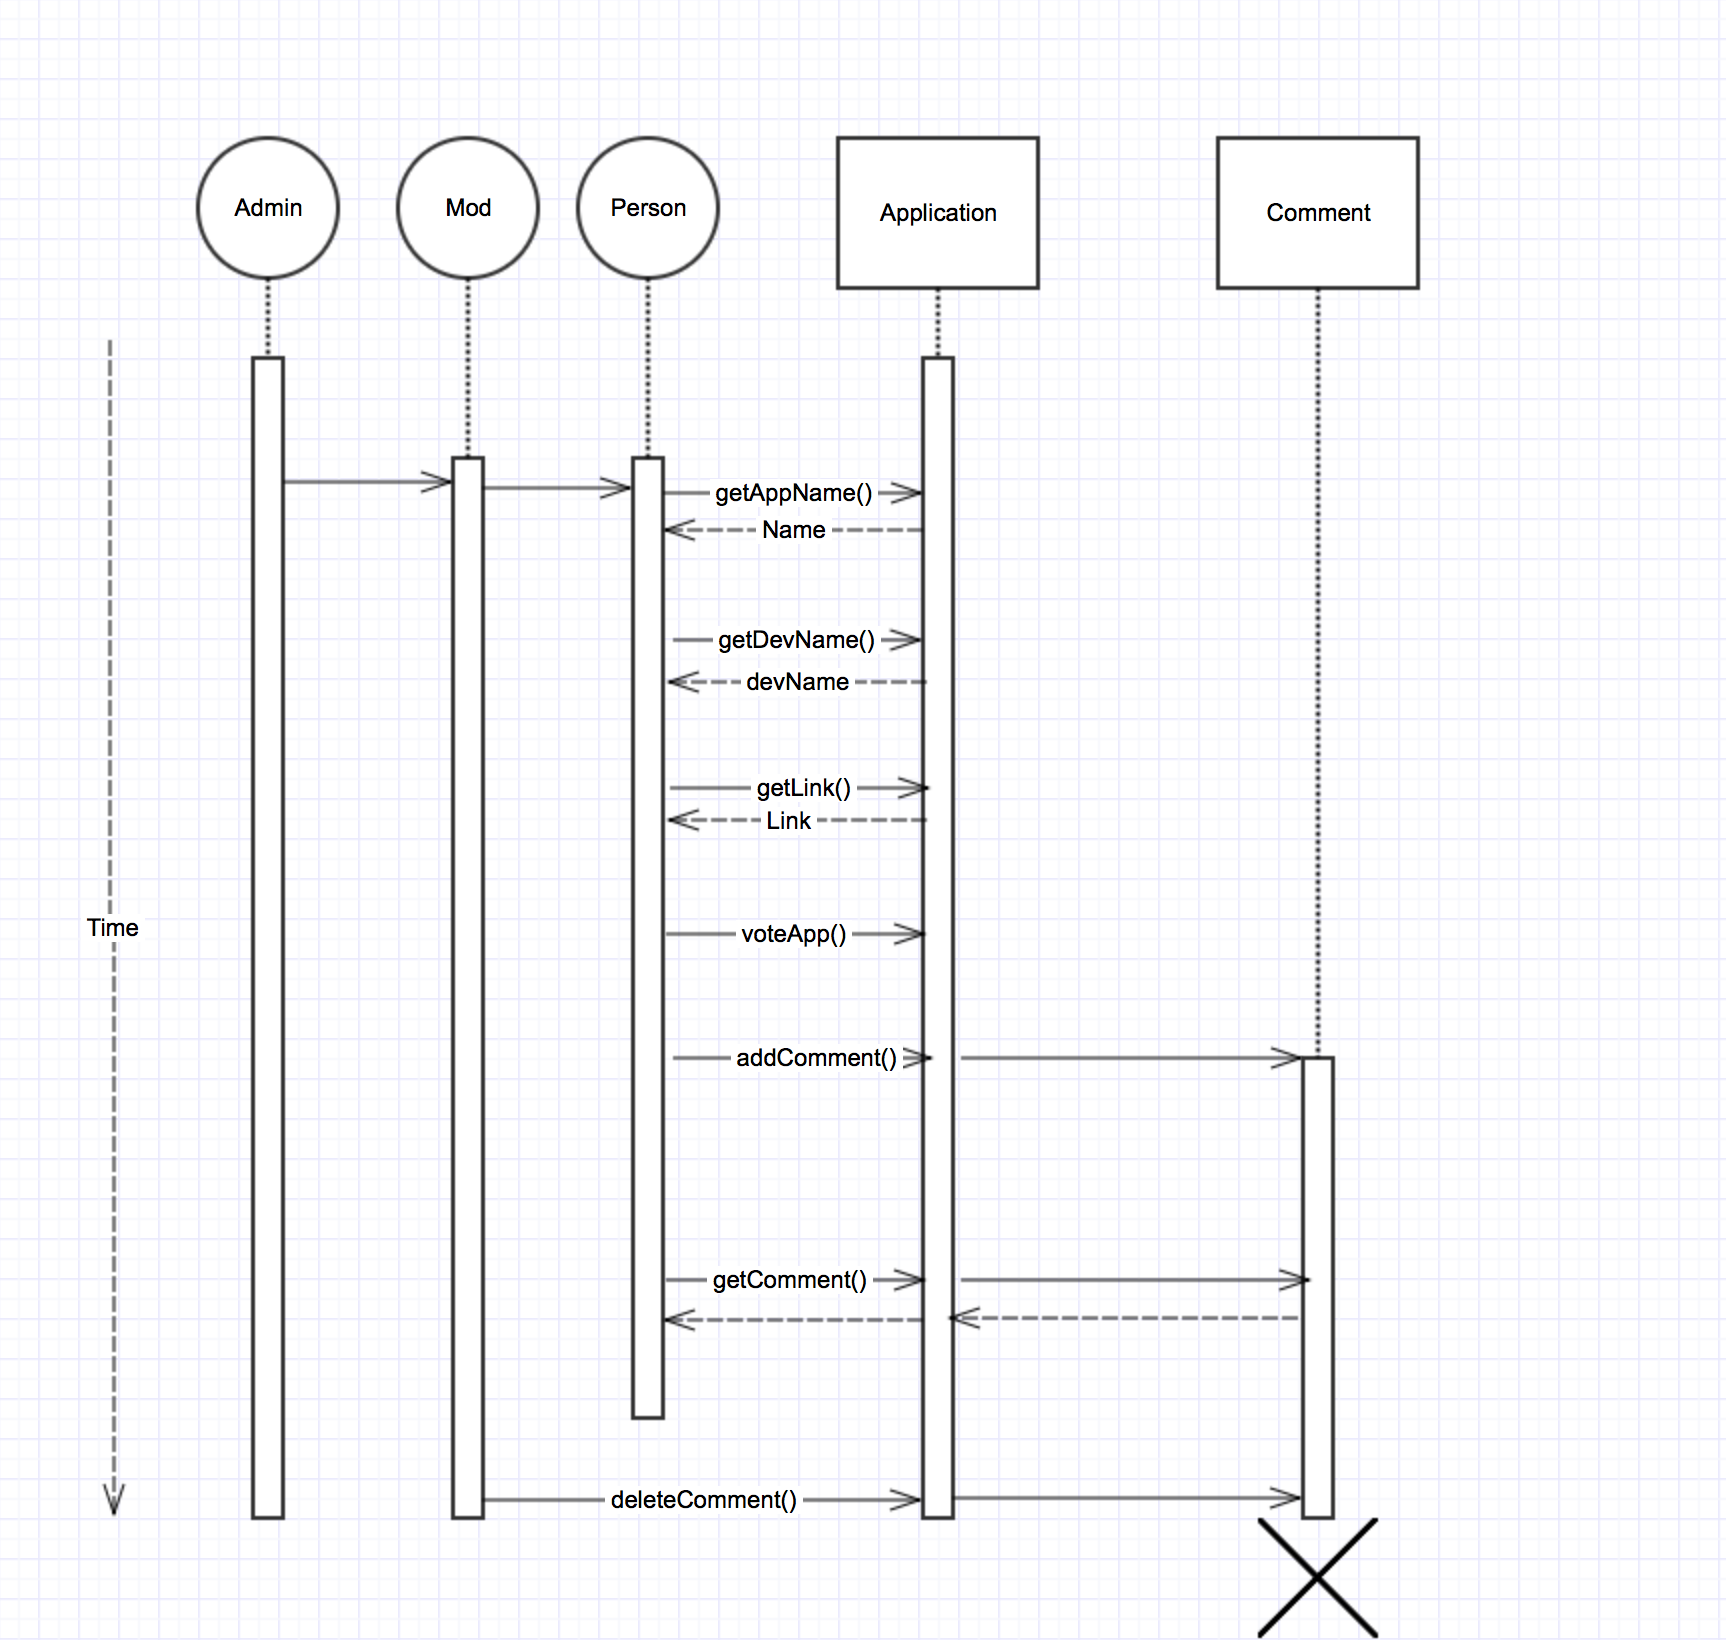 Admin
Mod
Person
Application
Comment
getAppName()
Name
getDevName()
devName
getLink()
Link
Time
voteApp()
addComment()
getComment()
deleteComment()